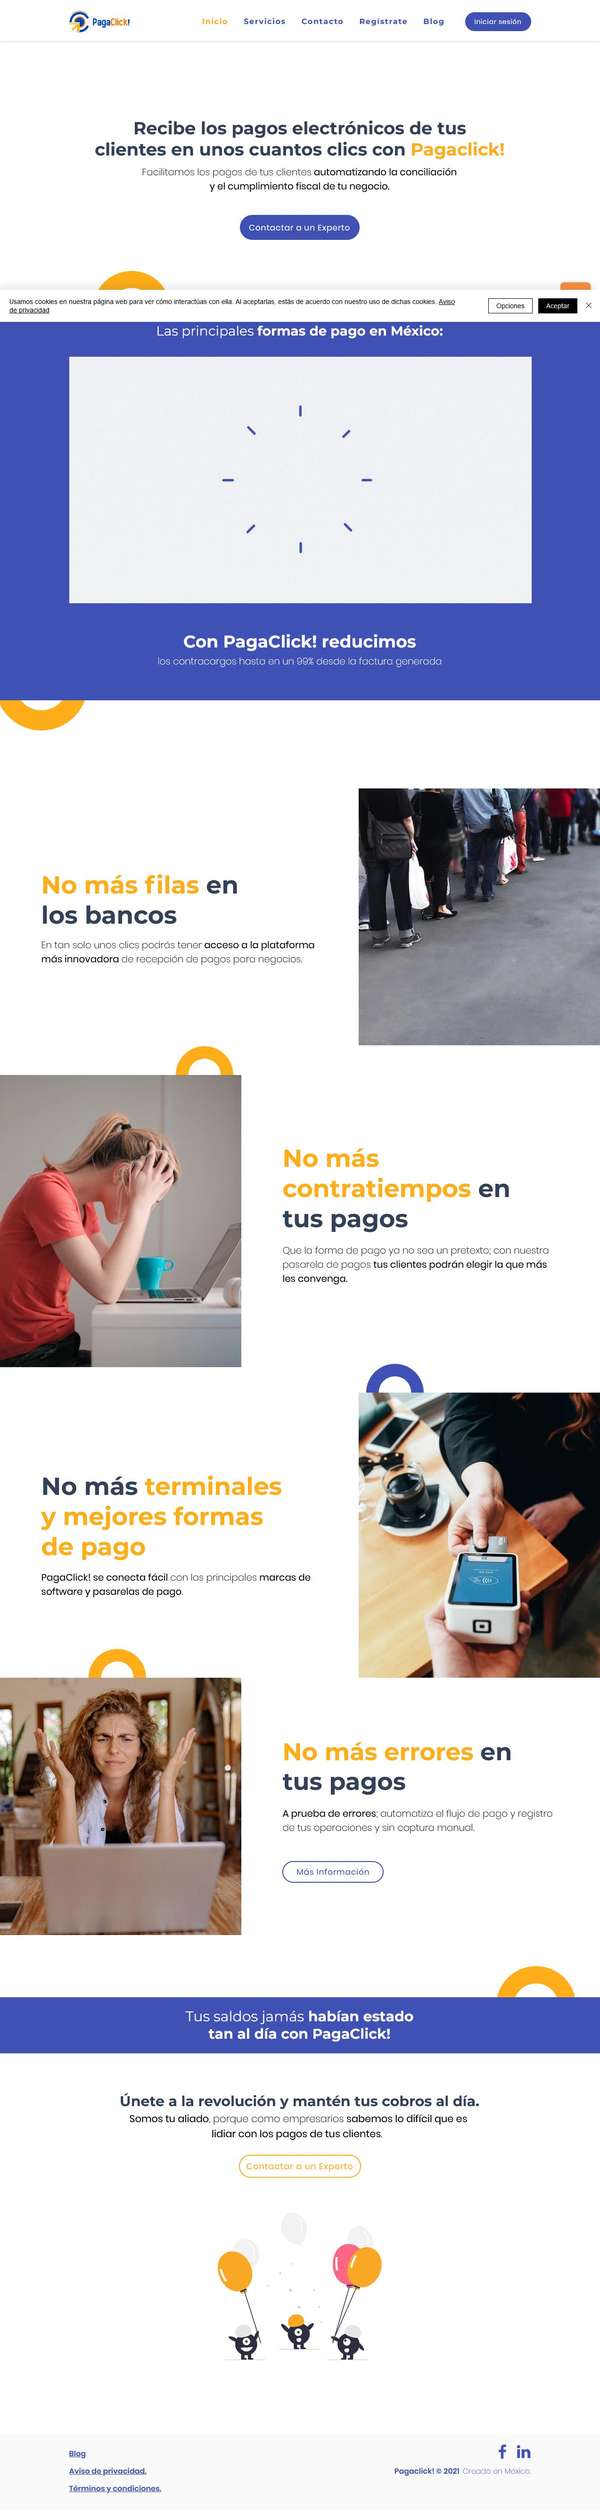 PagaClick!
Inicio Servicios Contacto Regístrate Blog Iniciar sesión
Recibe los pagos electrónicos de tus
clientes en unos cuantos clics con Pagaclick!
Facilitamos los pagos de tus clientes automatizando la conciliación
y el cumplimiento fiscal de tu negocio.
Contactar a un Experto
Usamos cookies en nuestra página web para ver cómo interactúas con ella. Al aceptarlas, estás de acuerdo con nuestro uso de dichas cookies. Aviso
de privacidad
Opciones Aceptar
Las principales formas de pago en México:
Con PagaClick! reducimos
los contracargos hasta en un 99% desde la factura generada
No más filas en
los bancos
En tan solo unos clics podrás tener acceso a la plataforma
más innovadora de recepción de pagos para negocios.
No más
contratiempos en
tus pagos
Que la forma de pago ya no sea un pretexto; con nuestra
pasarela de pagos tus clientes podrán elegir la que más
les convenga.
No más terminales
y mejores formas
de pago
PagaClick! se conecta fácil con las principales marcas de
software y pasarelas de pago.
No más errores en
tus pagos
A prueba de errores; automatiza el flujo de pago y registro
de tus operaciones y sin captura manual.
Más Información
Tus saldos jamás habían estado
tan al día con PagaClick!
Únete a la revolución y mantén tus cobros al día.
Somos tu aliado, porque como empresarios sabemos lo difícil que es
lidiar con los pagos de tus clientes.
Contactar a un Experto
Blog
Aviso de privacidad.
Pagaclick! © 2021 Creado en México.
Términos y condiciones.